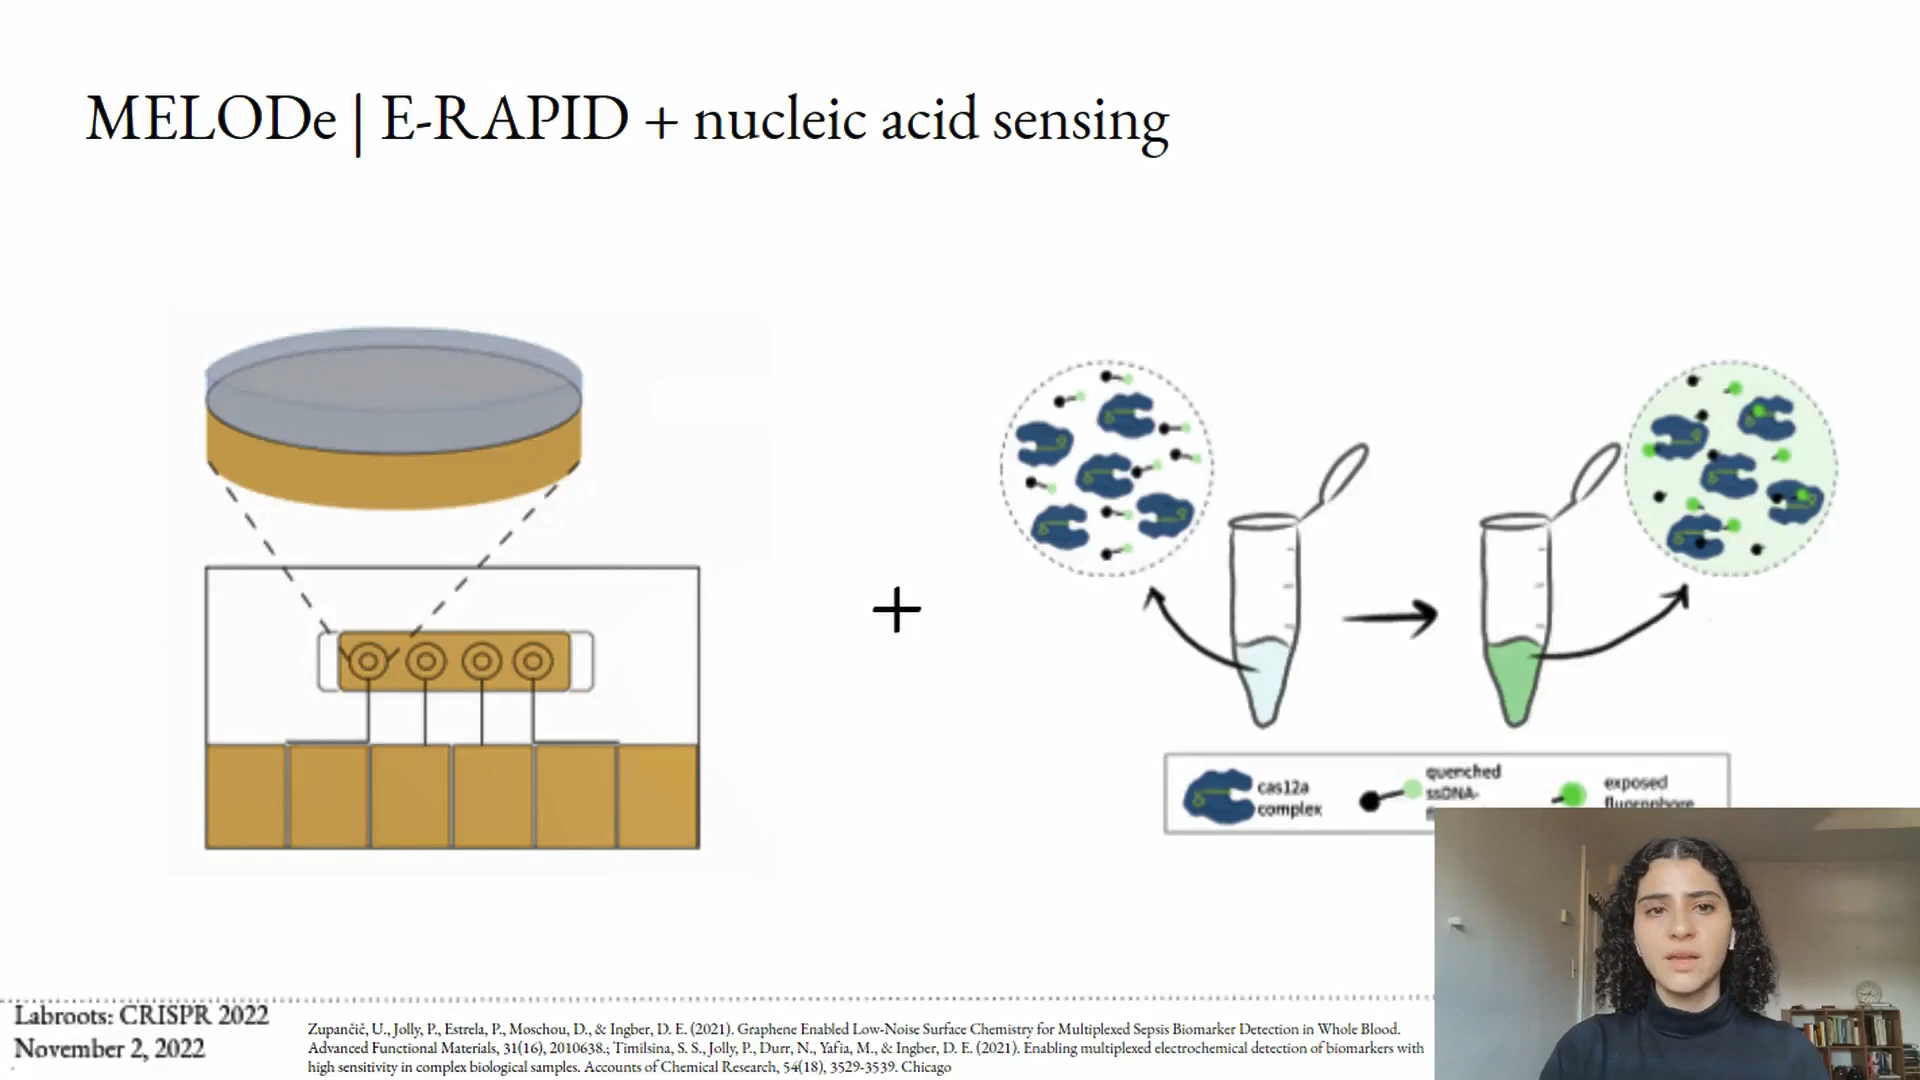 MELODe | E-RAPID + nucleic acid sensing
+
cas12a
complex
quenched
ssDNA-
exposed
fluorophore
Labroots: CRISPR 2022
November 2, 2022
Zupančič, U., Jolly, P., Estrela, P., Moschou, D., & Ingber, D. E. (2021). Graphene Enabled Low-Noise Surface Chemistry for Multiplexed Sepsis Biomarker Detection in Whole Blood.
Advanced Functional Materials, 31(16), 2010638.; Timilsina, S. S., Jolly, P., Durr, N., Yafia, M., & Ingber, D. E. (2021). Enabling multiplexed electrochemical detection of biomarkers with
high sensitivity in complex biological samples. Accounts of Chemical Research, 54(18), 3529-3539. Chicago